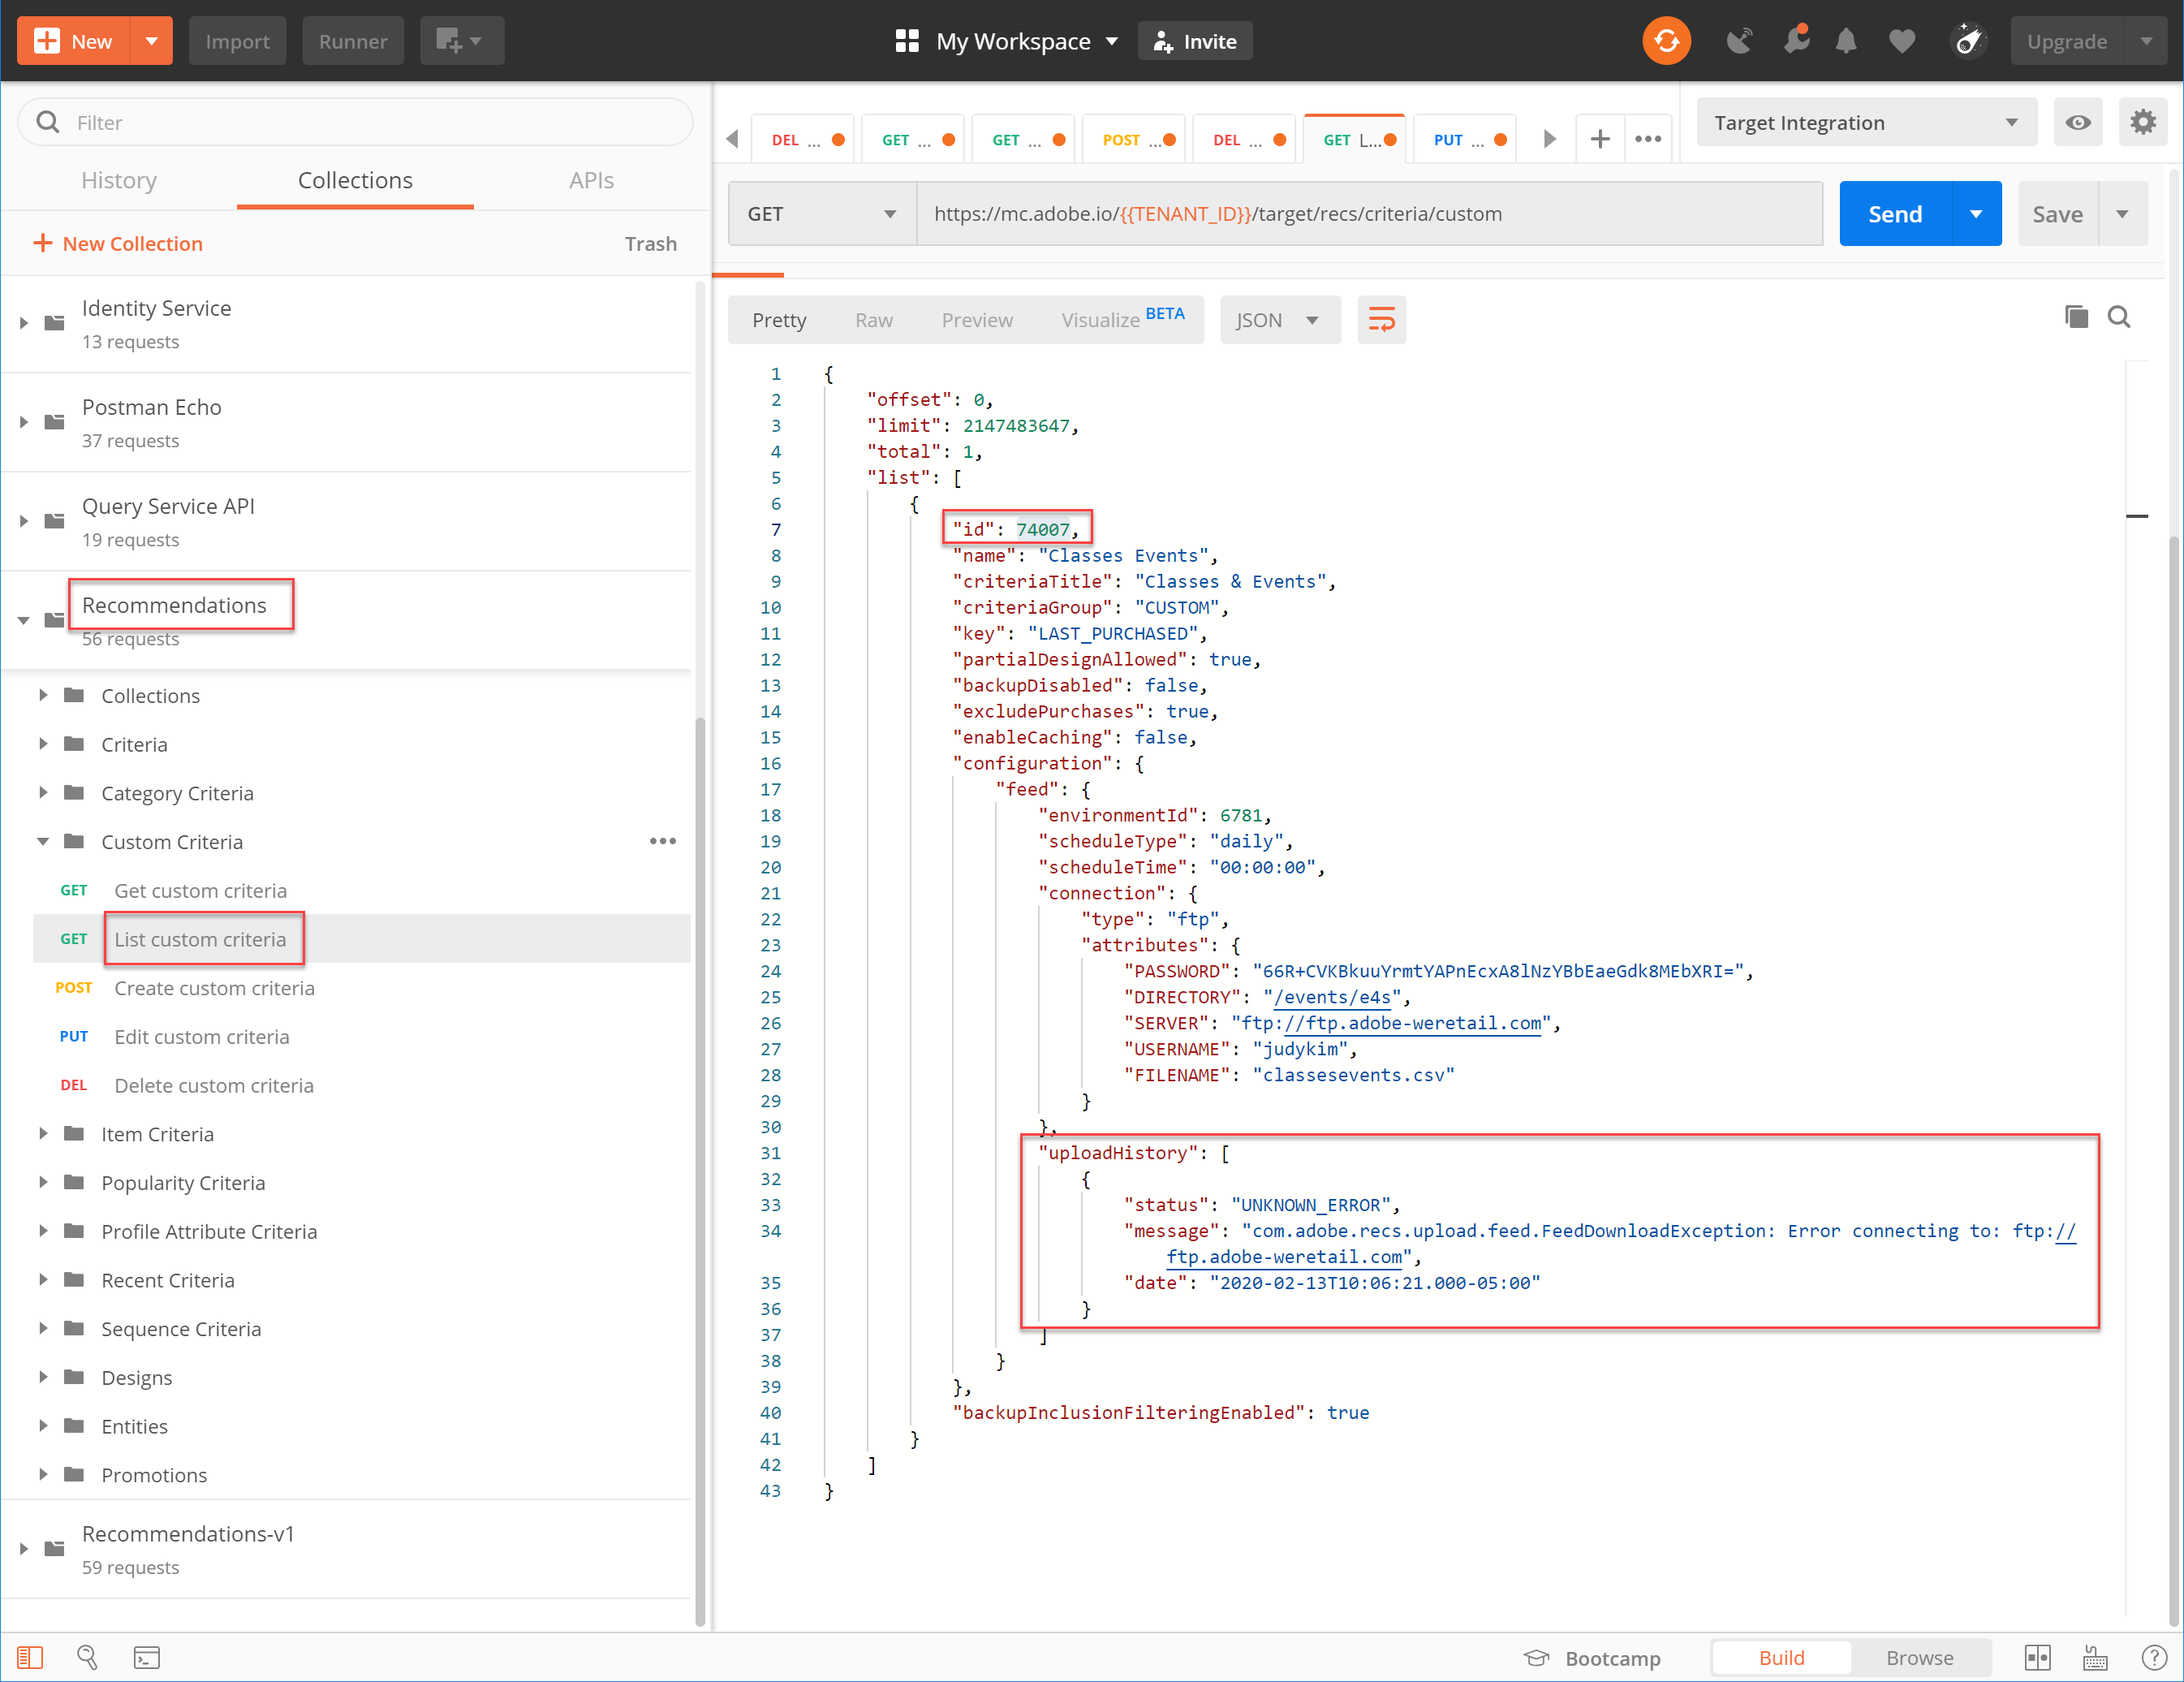 New
Import
Runner
My Workspace
Invite
Upgrade
Filter
History
Collections
APIs
New Collection
Trash
Identity Service
13 requests
Postman Echo
37 requests
Query Service API
19 requests
Recommendations
56 requests
Collections
Criteria
Category Criteria
Custom Criteria
GET Get custom criteria
GET List custom criteria
POST Create custom criteria
PUT Edit custom criteria
DEL Delete custom criteria
Item Criteria
Popularity Criteria
Profile Attribute Criteria
Recent Criteria
Sequence Criteria
Designs
Entities
Promotions
Recommendations-v1
59 requests
DEL ...
GET ...
GET ...
POST ...
DEL ...
GET L...
PUT ...
Target Integration
GET
https://mc.adobe.io/{{TENANT_ID}}/target/recs/criteria/custom
Send
Save
Pretty
Raw
Preview
Visualize BETA
JSON
1 {
2 "offset": 0,
3 "limit": 2147483647,
4 "total": 1,
5 "list": [
6 {
7 "id": 74007,
8 "name": "Classes Events",
9 "criteriaTitle": "Classes & Events",
10 "criteriaGroup": "CUSTOM",
11 "key": "LAST_PURCHASED",
12 "partialDesignAllowed": true,
13 "backupDisabled": false,
14 "excludePurchases": true,
15 "enableCaching": false,
16 "configuration": {
17 "feed": {
18 "environmentId": 6781,
19 "scheduleType": "daily",
20 "scheduleTime": "00:00:00",
21 "connection": {
22 "type": "ftp",
23 "attributes": {
24 "PASSWORD": "66R+CVKBkuuYrmtYAPnEcxA8lNzYBbEaeGdk8MEbXRI=",
25 "DIRECTORY": "/events/e4s",
26 "SERVER": "ftp://ftp.adobe-weretail.com",
27 "USERNAME": "judykim",
28 "FILENAME": "classesevents.csv"
29 }
30 },
31 "uploadHistory": [
32 {
33 "status": "UNKNOWN_ERROR",
34 "message": "com.adobe.recs.upload.feed.FeedDownloadException: Error connecting to: ftp://
ftp.adobe-weretail.com",
35 "date": "2020-02-13T10:06:21.000-05:00"
36 }
37 ]
38 }
39 },
40 "backupInclusionFilteringEnabled": true
41 }
42 ]
43 }
Bootcamp
Build
Browse